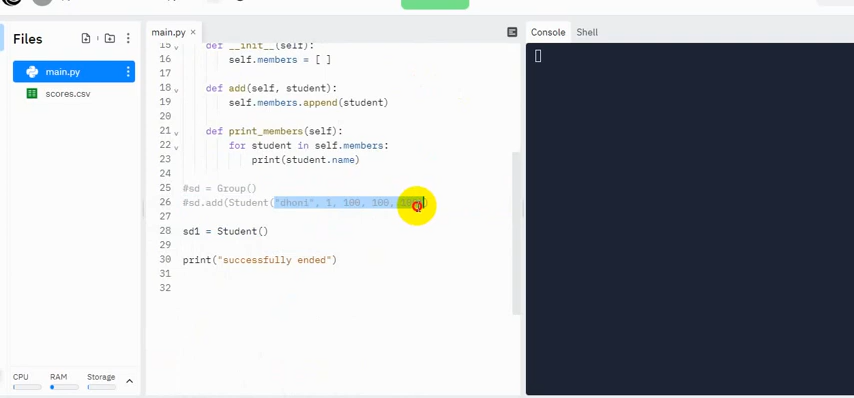 Files
main.py
Console
Shell
main.py
scores.csv
15 def __init__(self):
16 self.members = [ ]
17
18 def add(self, student):
19 self.members.append(student)
20
21 def print_members(self):
22 for student in self.members:
23 print(student.name)
24
25 #sd = Group()
26 #sd.add(Student("dhoni", 1, 100, 100,
27
28 sd1 = Student()
29
30 print("successfully ended")
31
32
CPU
RAM
Storage